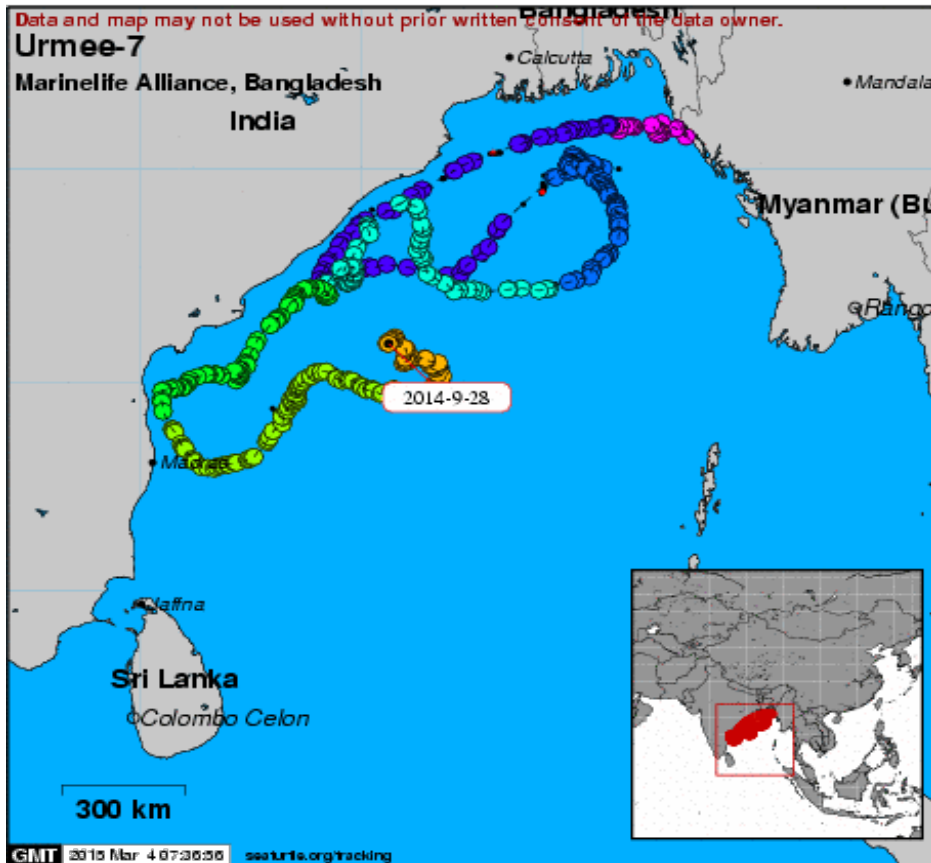 Data and map may not be used without prior written consent of the data owner.
Bangladesh
Urmee-7
Calcutta
Marinelife Alliance, Bangladesh
Mandala
India
Myanmar (Bu
Rango
2014-9-28
Madras
Jaffna
Sri Lanka
Colombo Celon
300 km
GMT 2015 Mar 4 07:36:56 seaturtle.org/tracking